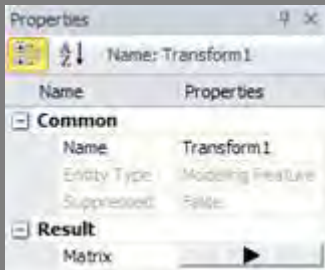 Properties
Name: Transform1
Name Properties
Common
Name Transform1
Entity Type Modeling Feature
Suppressed False
Result
Matrix